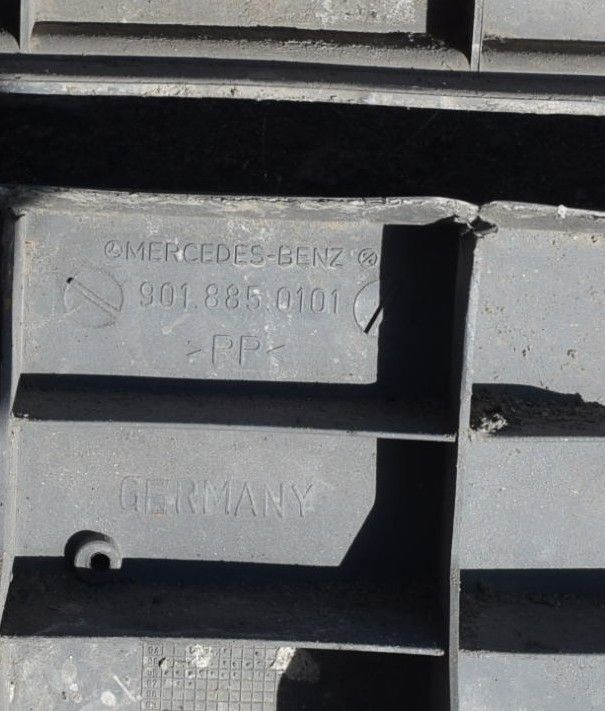 MERCEDES-BENZ
901.885.0101
>PP<
GERMANY